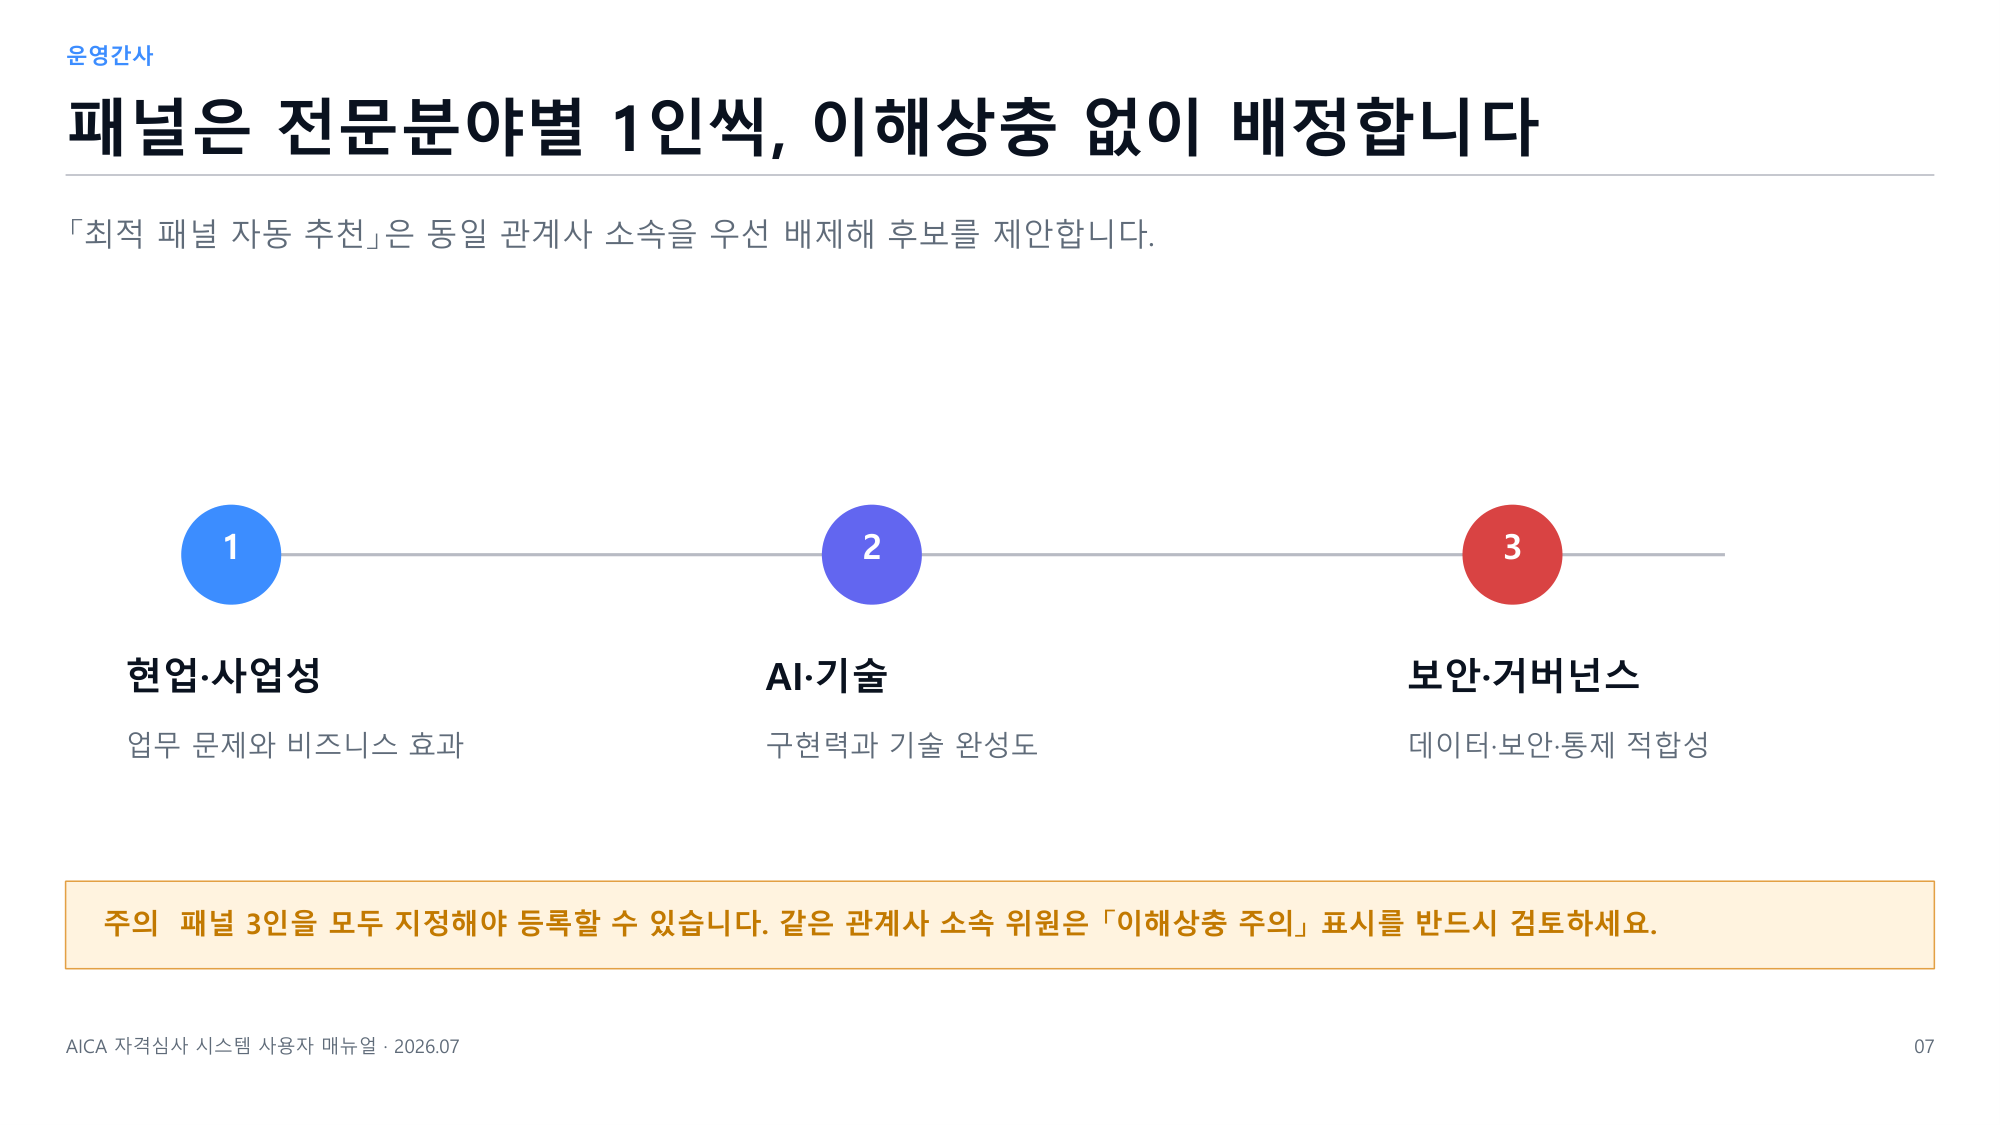 운영간사
패널은 전문분야별 1인씩, 이해상충 없이 배정합니다
「최적 패널 자동 추천」은 동일 관계사 소속을 우선 배제해 후보를 제안합니다.
1
2
3
현업·사업성
AI·기술
보안·거버넌스
업무 문제와 비즈니스 효과
구현력과 기술 완성도
데이터·보안·통제 적합성
주의 패널 3인을 모두 지정해야 등록할 수 있습니다. 같은 관계사 소속 위원은 「이해상충 주의」 표시를 반드시 검토하세요.
AICA 자격심사 시스템 사용자 매뉴얼 · 2026.07
07